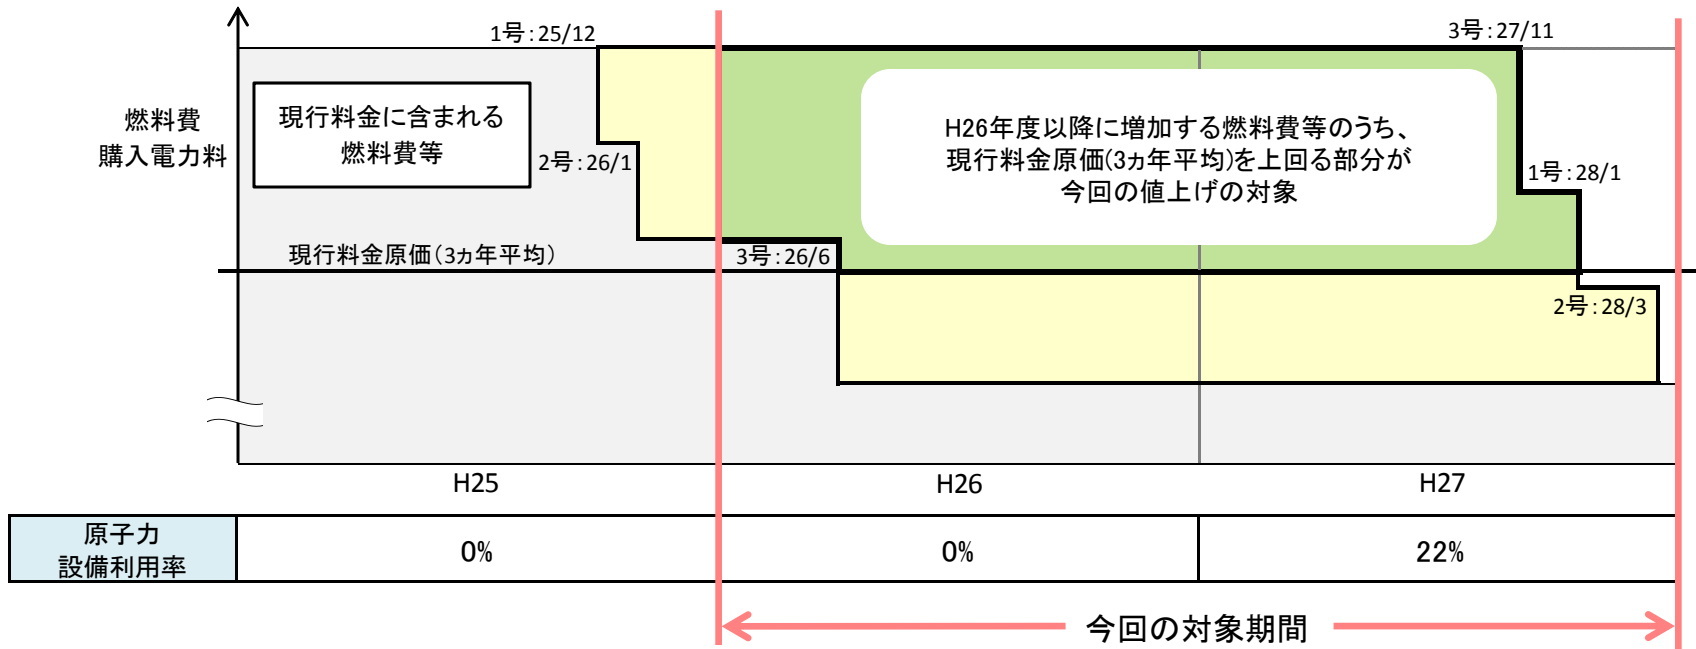 1号:25/12
3号:27/11
燃料費
購入電力料
現行料金に含まれる
燃料費等
H26年度以降に増加する燃料費等のうち、
現行料金原価(3ヵ年平均)を上回る部分が
今回の値上げの対象
2号:26/1
1号:28/1
現行料金原価(3ヵ年平均)
3号:26/6
2号:28/3
H25
H26
H27
原子力
設備利用率
0%
0%
22%
今回の対象期間